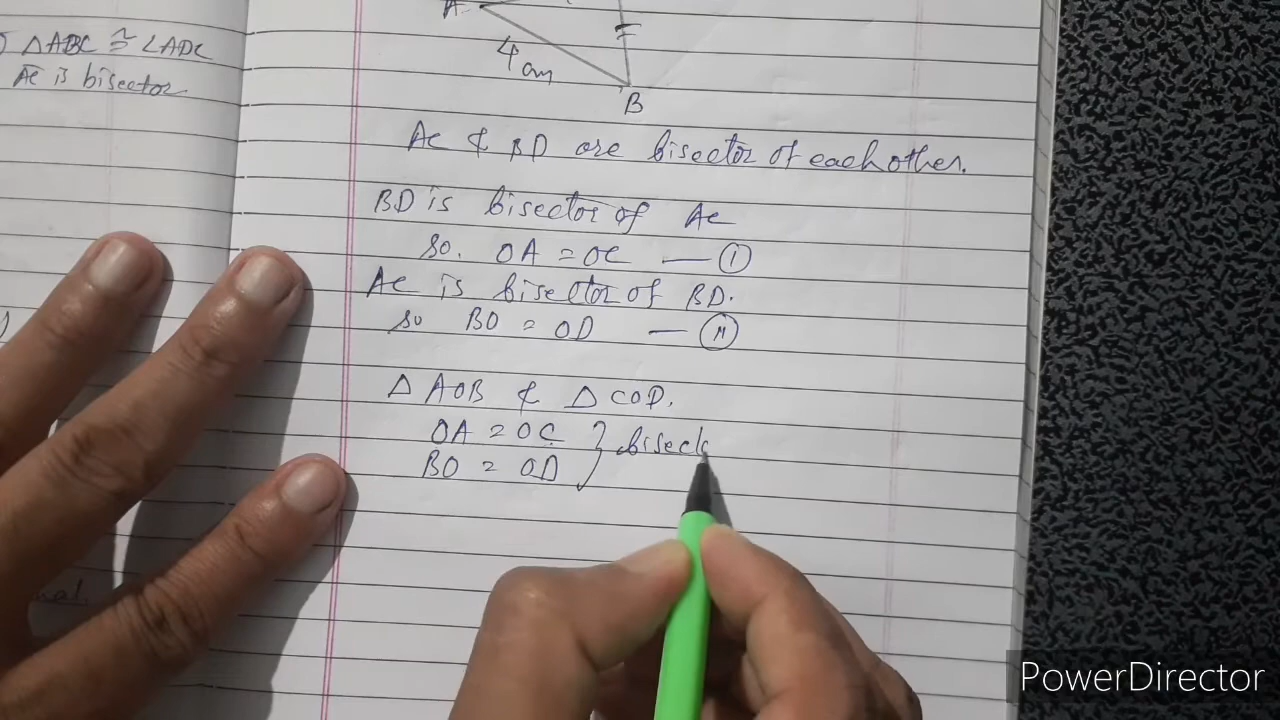 A
4 cm
B
△ABC ≅ ∠ADC
AC is bisector
AC & BD are bisector of each other.
BD is bisector of AC
so. OA = OC — I
AC is bisector of BD.
so BO = OD — II
△ AOB & △ COD.
OA = OC } bisect
BO = OD
PowerDirector